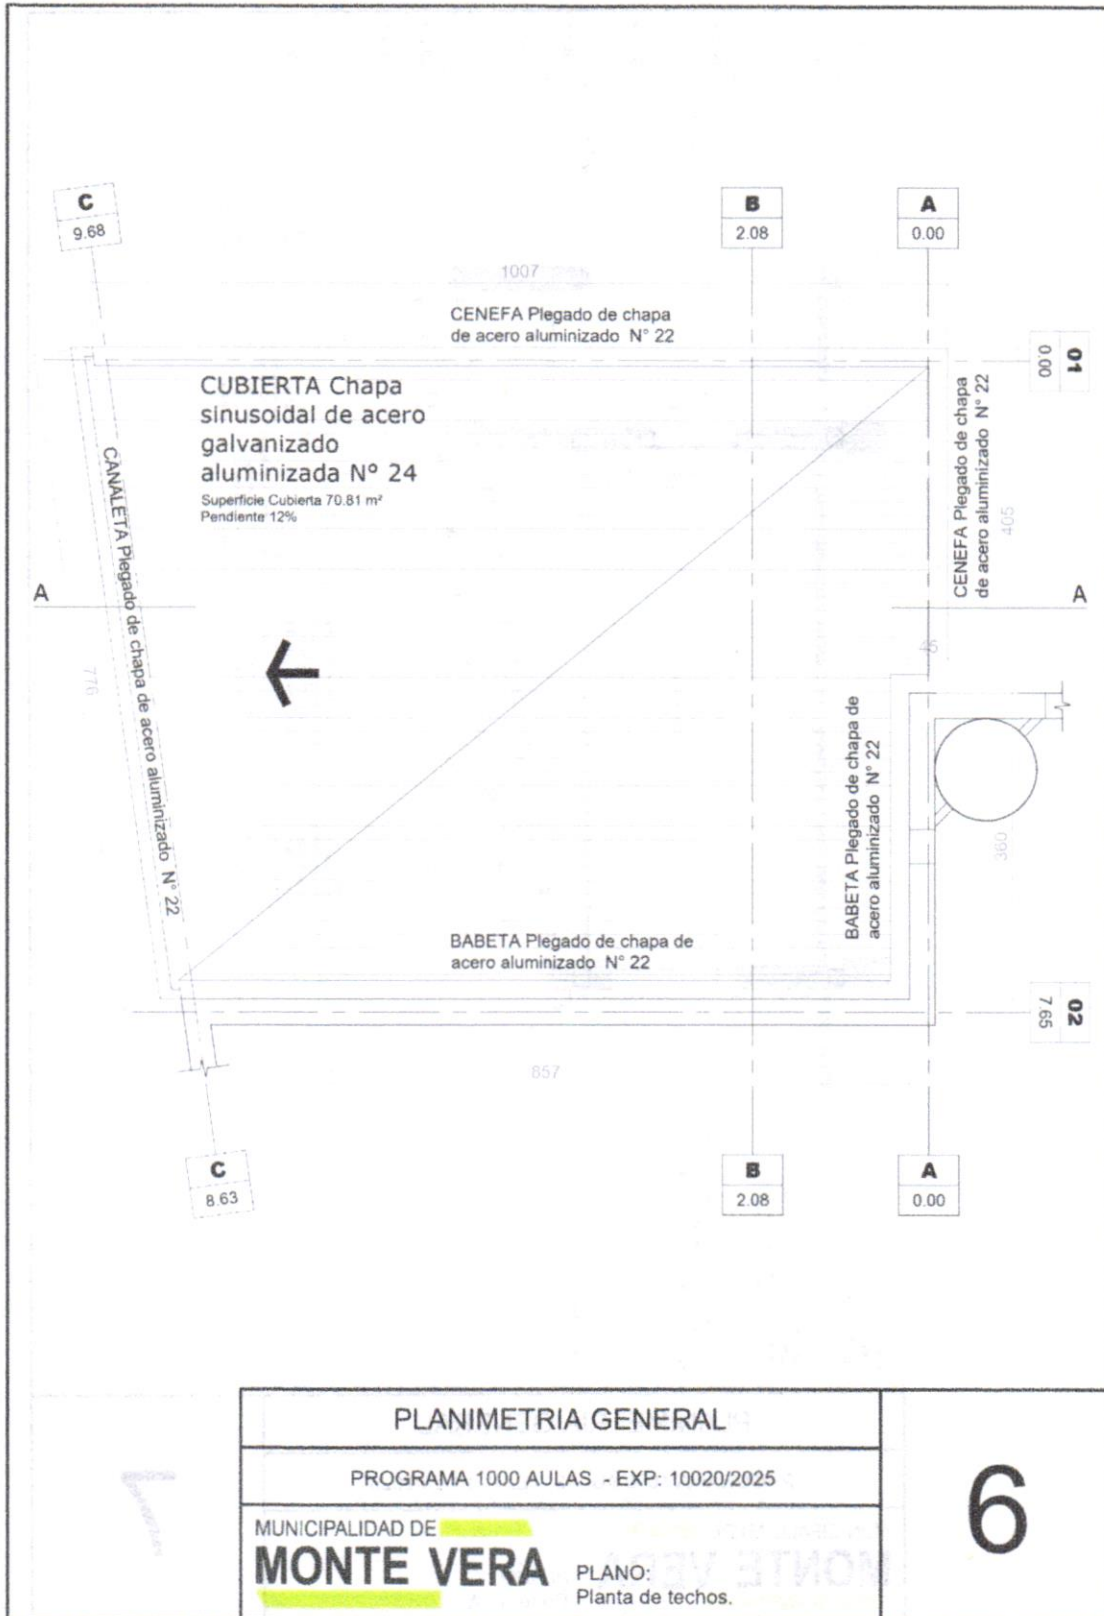 C
9.68
B
2.08
A
0.00
1007
CENEFA Plegado de chapa
de acero aluminizado N° 22
01
0.00
CUBIERTA Chapa
sinusoidal de acero
galvanizado
aluminizada N° 24
Superficie Cubierta 70.81 m²
Pendiente 12%
CENEFA Plegado de chapa
de acero aluminizado N° 22
405
CANALETA Plegado de chapa de acero aluminizado N° 22
A
A
776
BABETA Plegado de chapa de
acero aluminizado N° 22
360
BABETA Plegado de chapa de
acero aluminizado N° 22
02
7.65
857
C
8.63
B
2.08
A
0.00
PLANIMETRIA GENERAL
PROGRAMA 1000 AULAS - EXP: 10020/2025
MUNICIPALIDAD DE
MONTE VERA
PLANO:
Planta de techos.
6